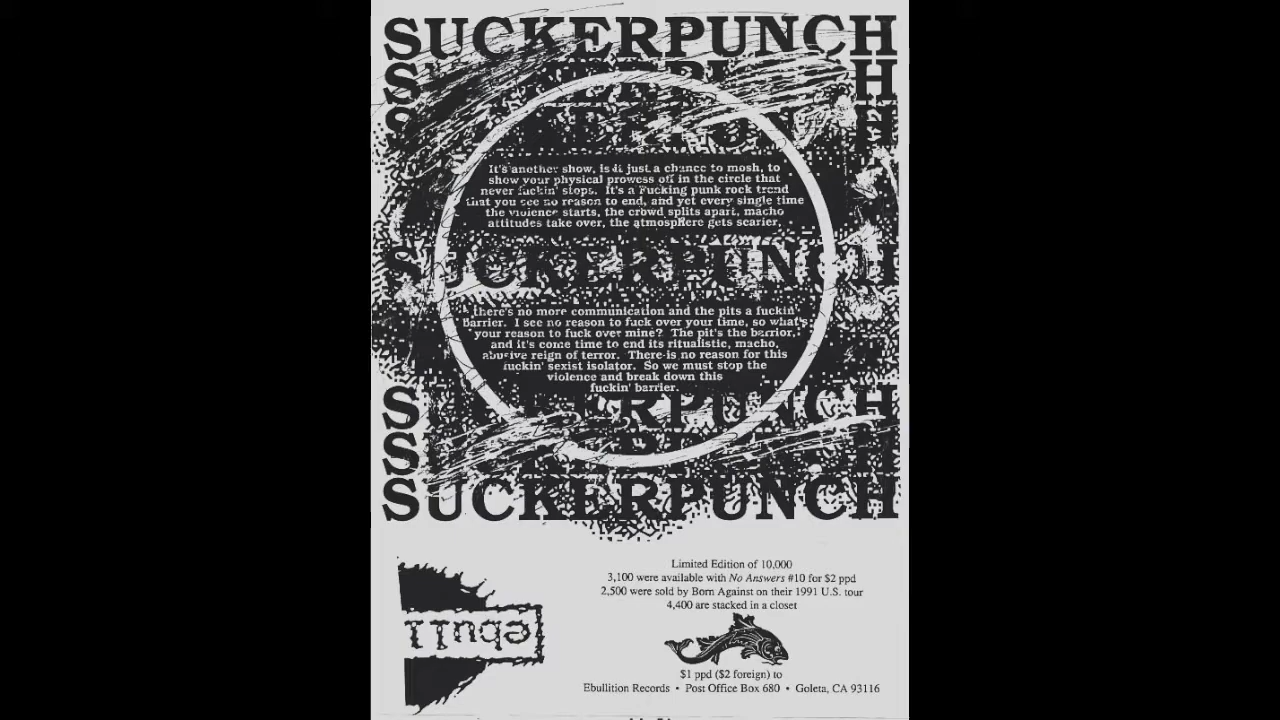 SUCKERPUNCH
SUCKERPUNCH
SUCKERPUNCH
It's another show, is it just a chance to mosh, to
show your physical prowess off in the circle that
never fuckin' stops. It's a Fucking punk rock trend
that you see no reason to end, and yet every single time
the violence starts, the crowd splits apart, macho
attitudes take over, the atmosphere gets scarier,
SUCKERPUNCH
there's no more communication and the pits a fuckin'
barrier. I see no reason to fuck over your time, so what's
your reason to fuck over mine? The pit's the barrior,
and it's come time to end its ritualistic, macho,
abusive reign of terror. There is no reason for this
fuckin' sexist isolator. So we must stop the
violence and break down this
fuckin' barrier.
SUCKERPUNCH
SUCKERPUNCH
SUCKERPUNCH
ebull
Limited Edition of 10,000
3,100 were available with No Answers #10 for $2 ppd
2,500 were sold by Born Against on their 1991 U.S. tour
4,400 are stacked in a closet
$1 ppd ($2 foreign) to
Ebullition Records • Post Office Box 680 • Goleta, CA 93116